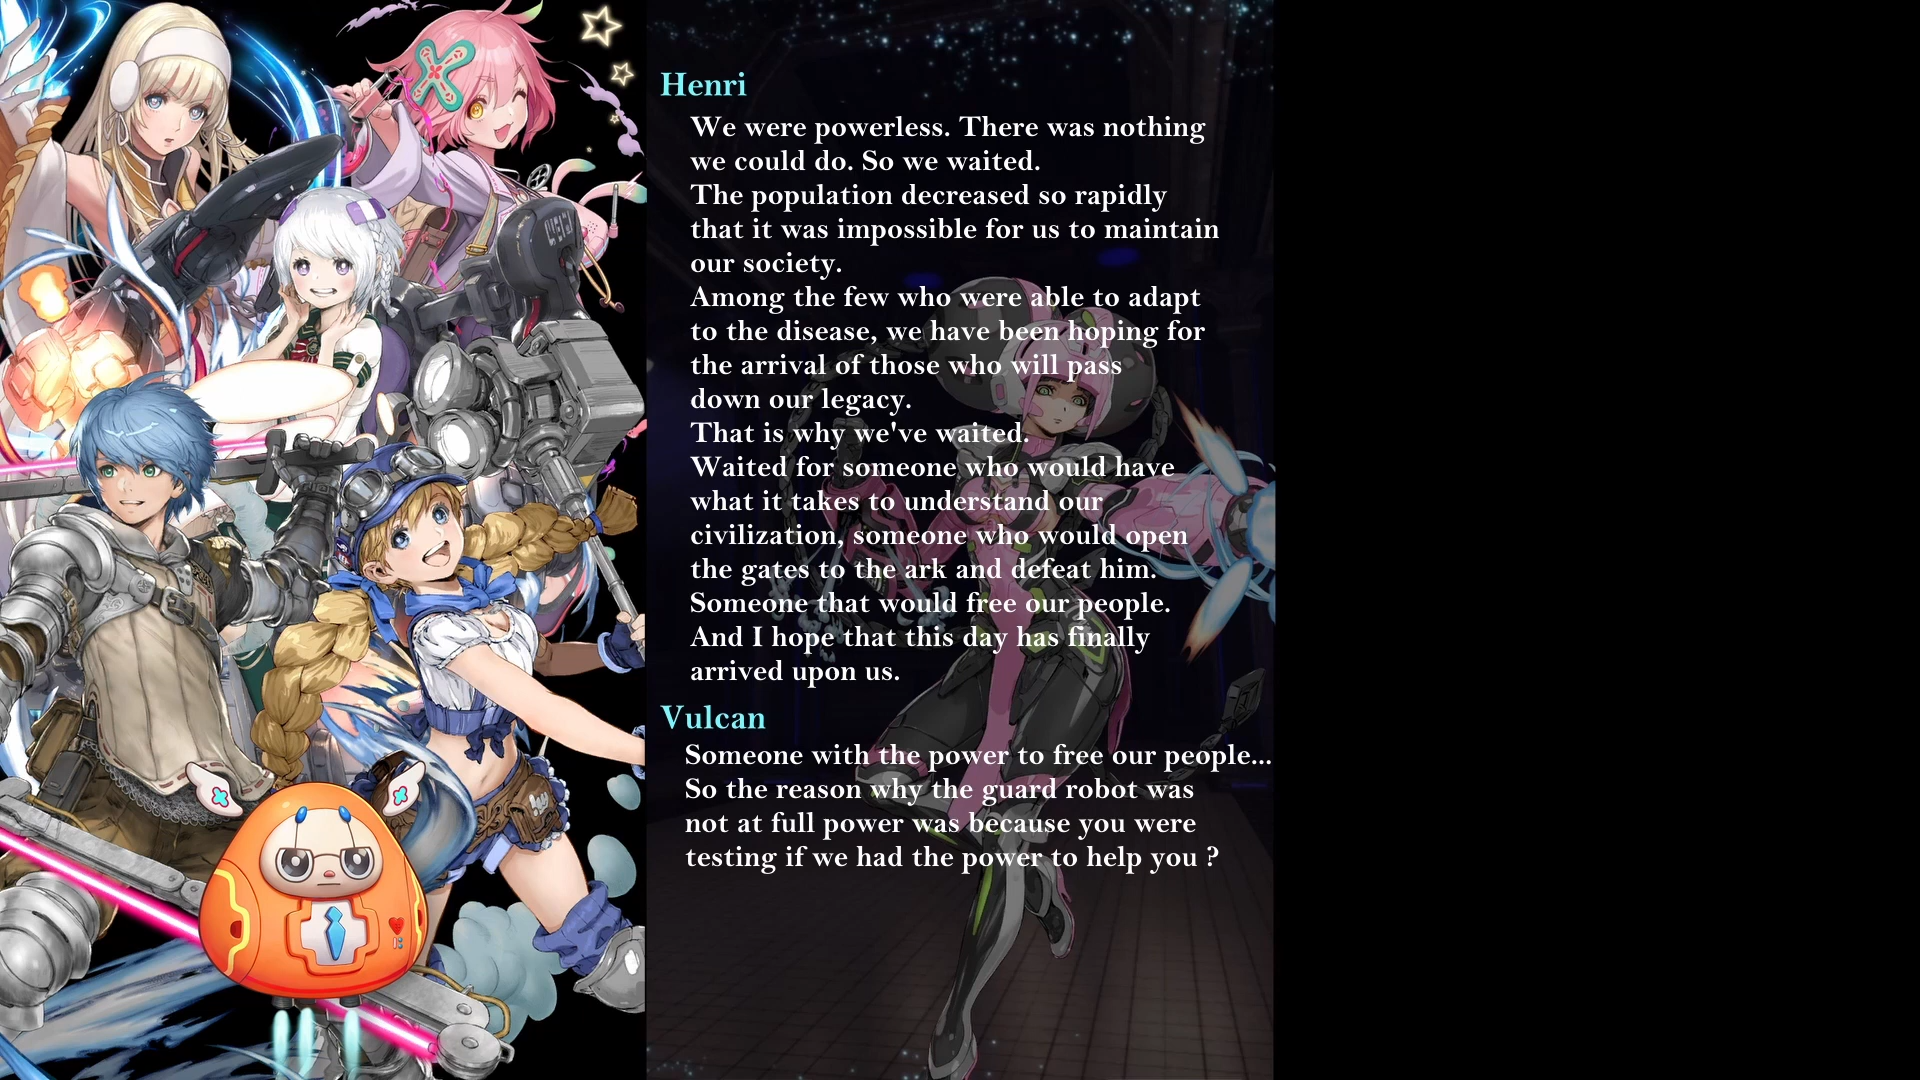 Henri
We were powerless. There was nothing
we could do. So we waited.
The population decreased so rapidly
that it was impossible for us to maintain
our society.
Among the few who were able to adapt
to the disease, we have been hoping for
the arrival of those who will pass
down our legacy.
That is why we've waited.
Waited for someone who would have
what it takes to understand our
civilization, someone who would open
the gates to the ark and defeat him.
Someone that would free our people.
And I hope that this day has finally
arrived upon us.
Vulcan
Someone with the power to free our people...
So the reason why the guard robot was
not at full power was because you were
testing if we had the power to help you ?